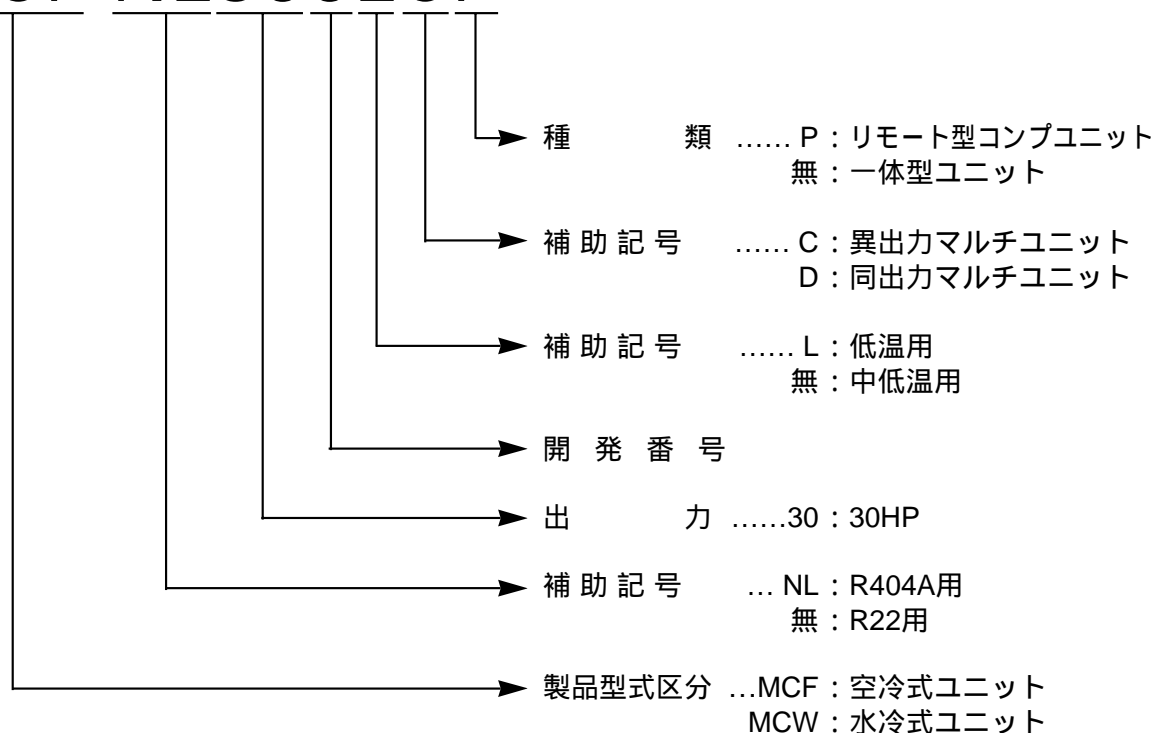 種 類 …… P：リモート型コンプユニット
無：一体型ユニット
補助記号 …… C：異出力マルチユニット
D：同出力マルチユニット
補助記号 …… L：低温用
無：中低温用
開発番号
出 力 ……30：30HP
補助記号 … NL：R404A用
無：R22用
製品型式区分 …MCF：空冷式ユニット
MCW：水冷式ユニット